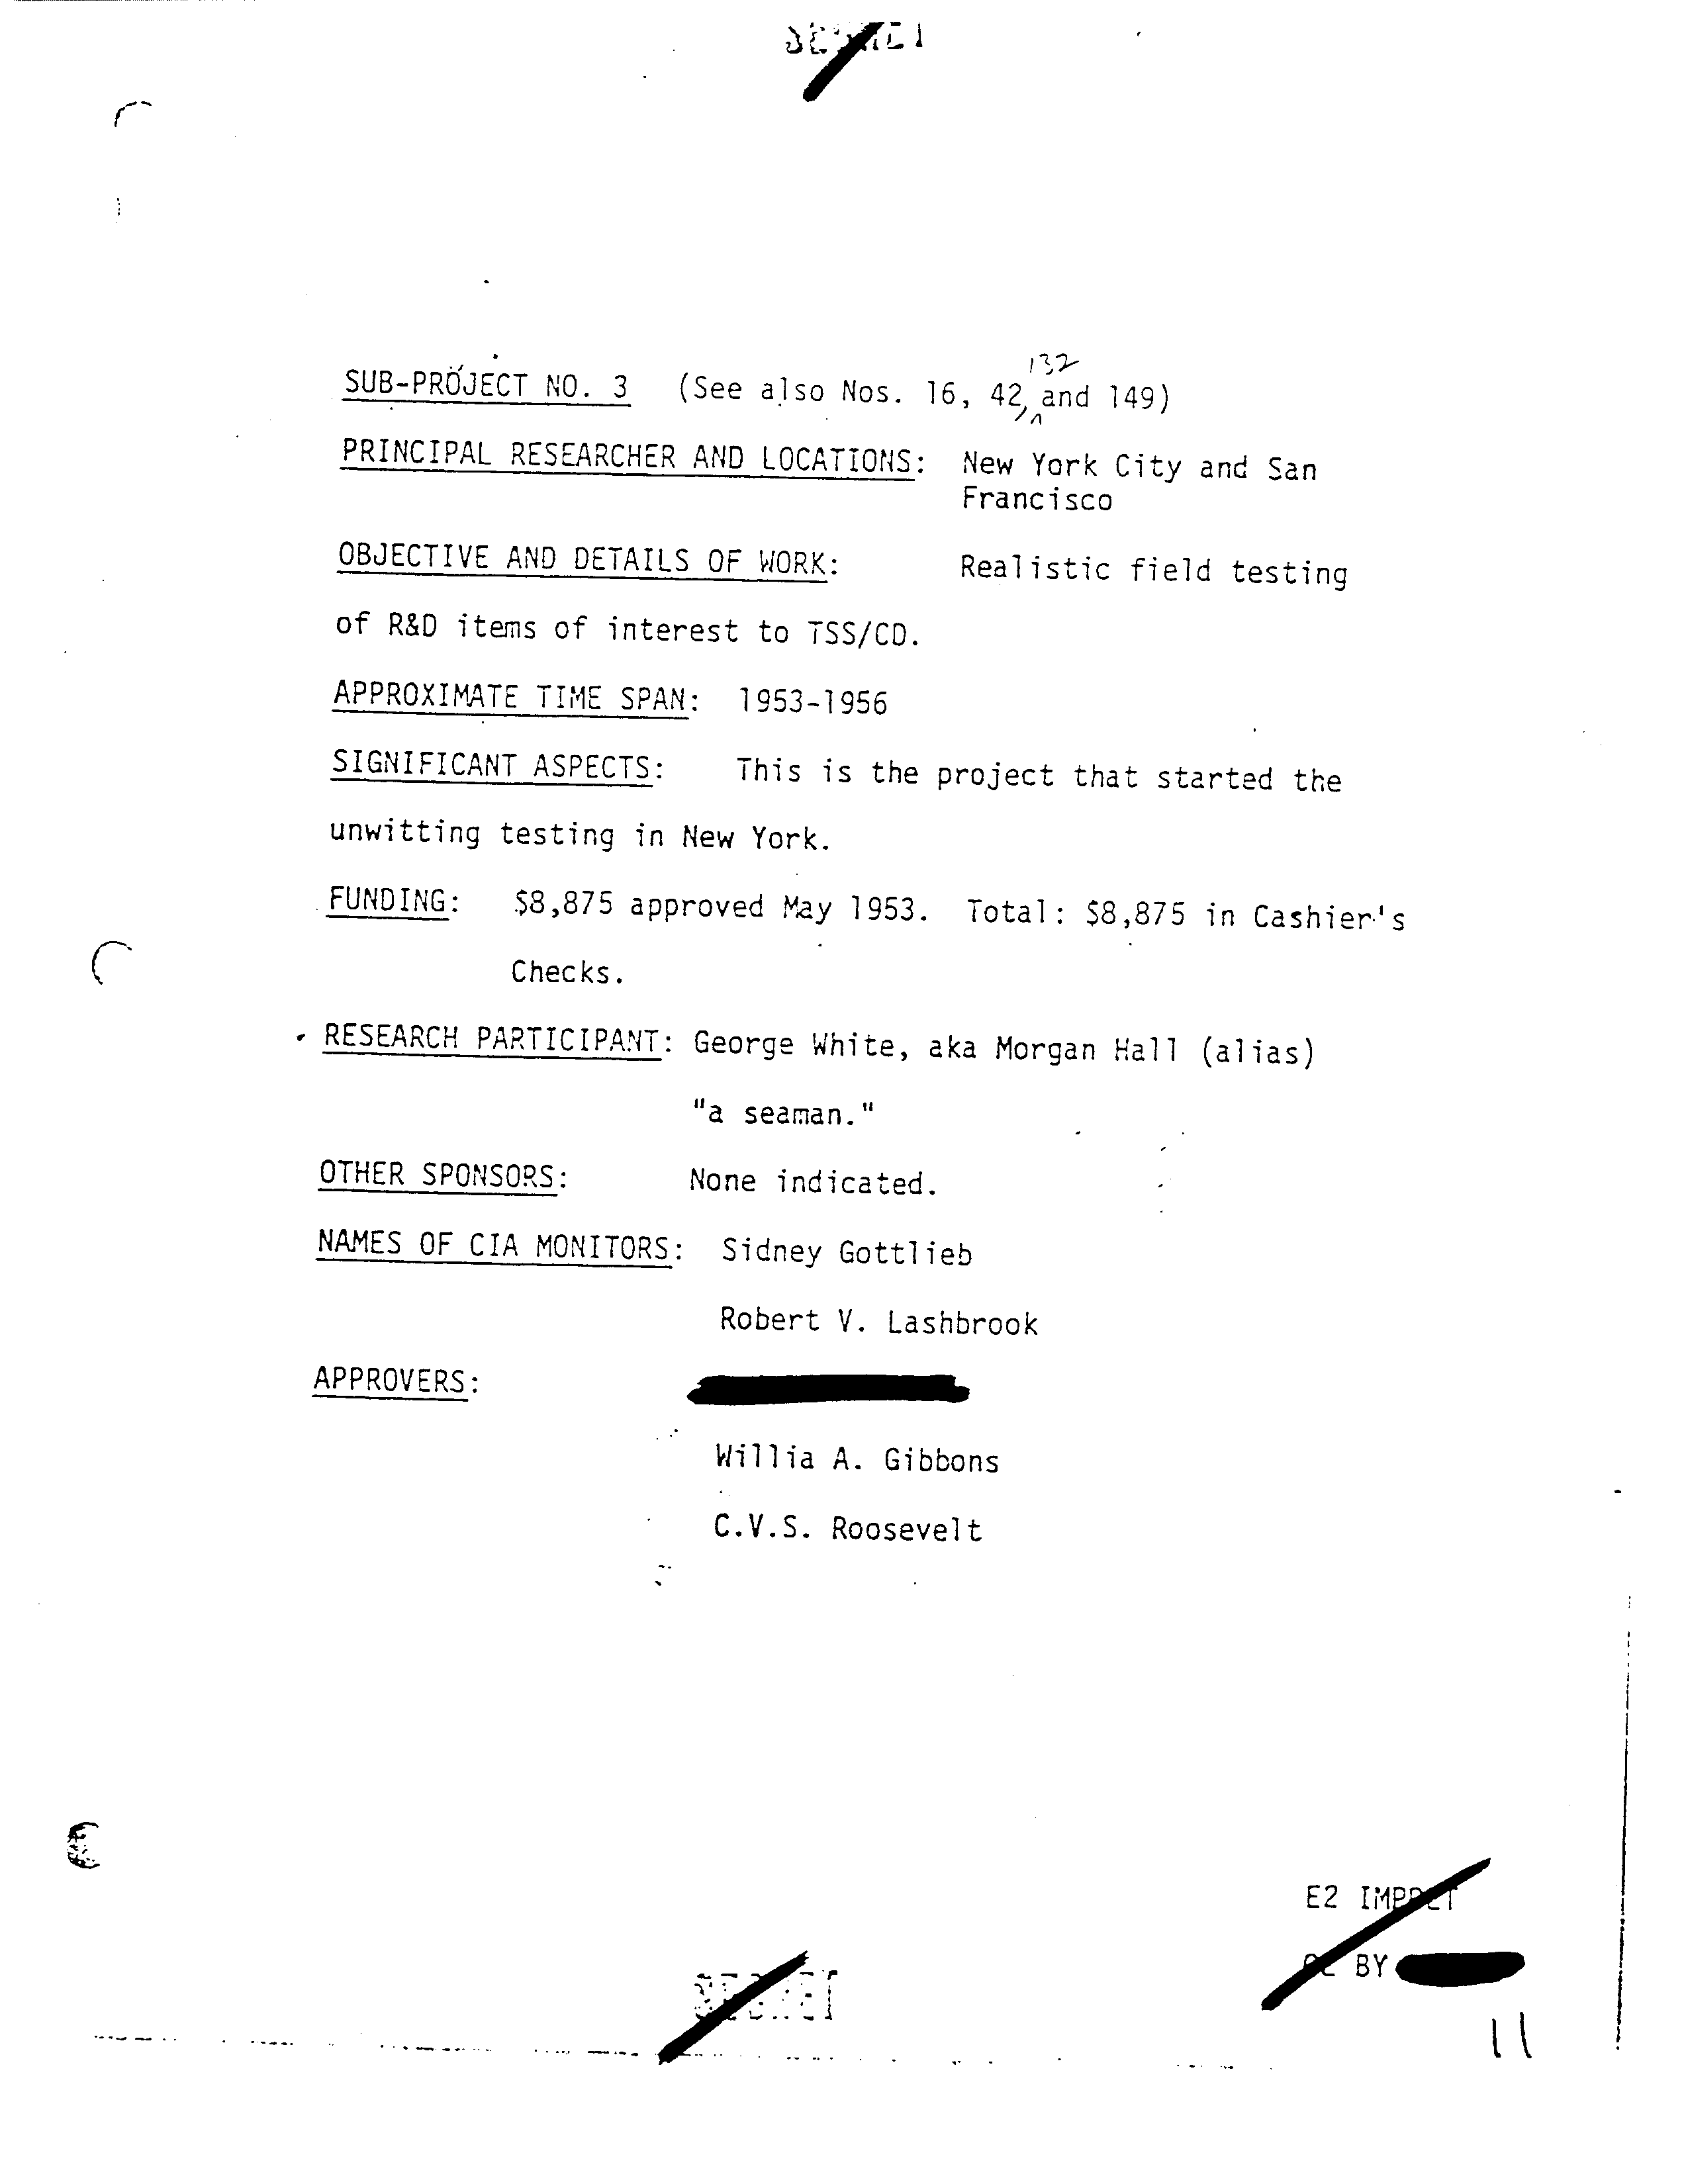 SECRET
132
SUB-PROJECT NO. 3 (See also Nos. 16, 42, and 149)
PRINCIPAL RESEARCHER AND LOCATIONS: New York City and San
Francisco
OBJECTIVE AND DETAILS OF WORK: Realistic field testing
of R&D items of interest to TSS/CD.
APPROXIMATE TIME SPAN: 1953-1956
SIGNIFICANT ASPECTS: This is the project that started the
unwitting testing in New York.
FUNDING: $8,875 approved May 1953. Total: $8,875 in Cashier's
Checks.
RESEARCH PARTICIPANT: George White, aka Morgan Hall (alias)
"a seaman."
OTHER SPONSORS: None indicated.
NAMES OF CIA MONITORS: Sidney Gottlieb
Robert V. Lashbrook
APPROVERS:
Willia A. Gibbons
C.V.S. Roosevelt
E2 IMPDET
CL BY
SECRET
11